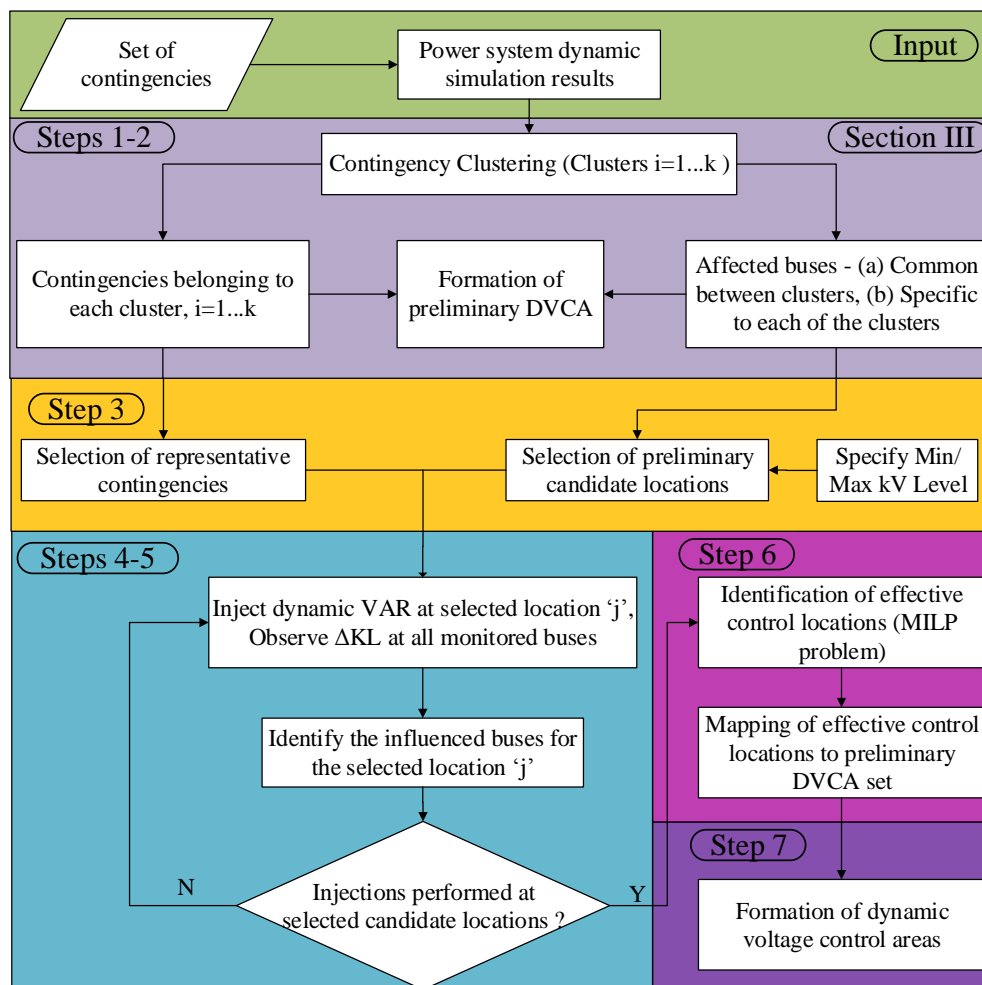 Set of
contingencies
Power system dynamic
simulation results
Input
Steps 1-2
Section III
Contingency Clustering (Clusters i=1...k )
Contingencies belonging to
each cluster, i=1...k
Formation of
preliminary DVCA
Affected buses - (a) Common
between clusters, (b) Specific
to each of the clusters
Step 3
Selection of representative
contingencies
Selection of preliminary
candidate locations
Specify Min/
Max kV Level
Steps 4-5
Inject dynamic VAR at selected location ‘j’,
Observe ΔKL at all monitored buses
Identify the influenced buses for
the selected location ‘j’
N
Injections performed at
selected candidate locations ?
Y
Step 6
Identification of effective
control locations (MILP
problem)
Mapping of effective control
locations to preliminary
DVCA set
Step 7
Formation of dynamic
voltage control areas